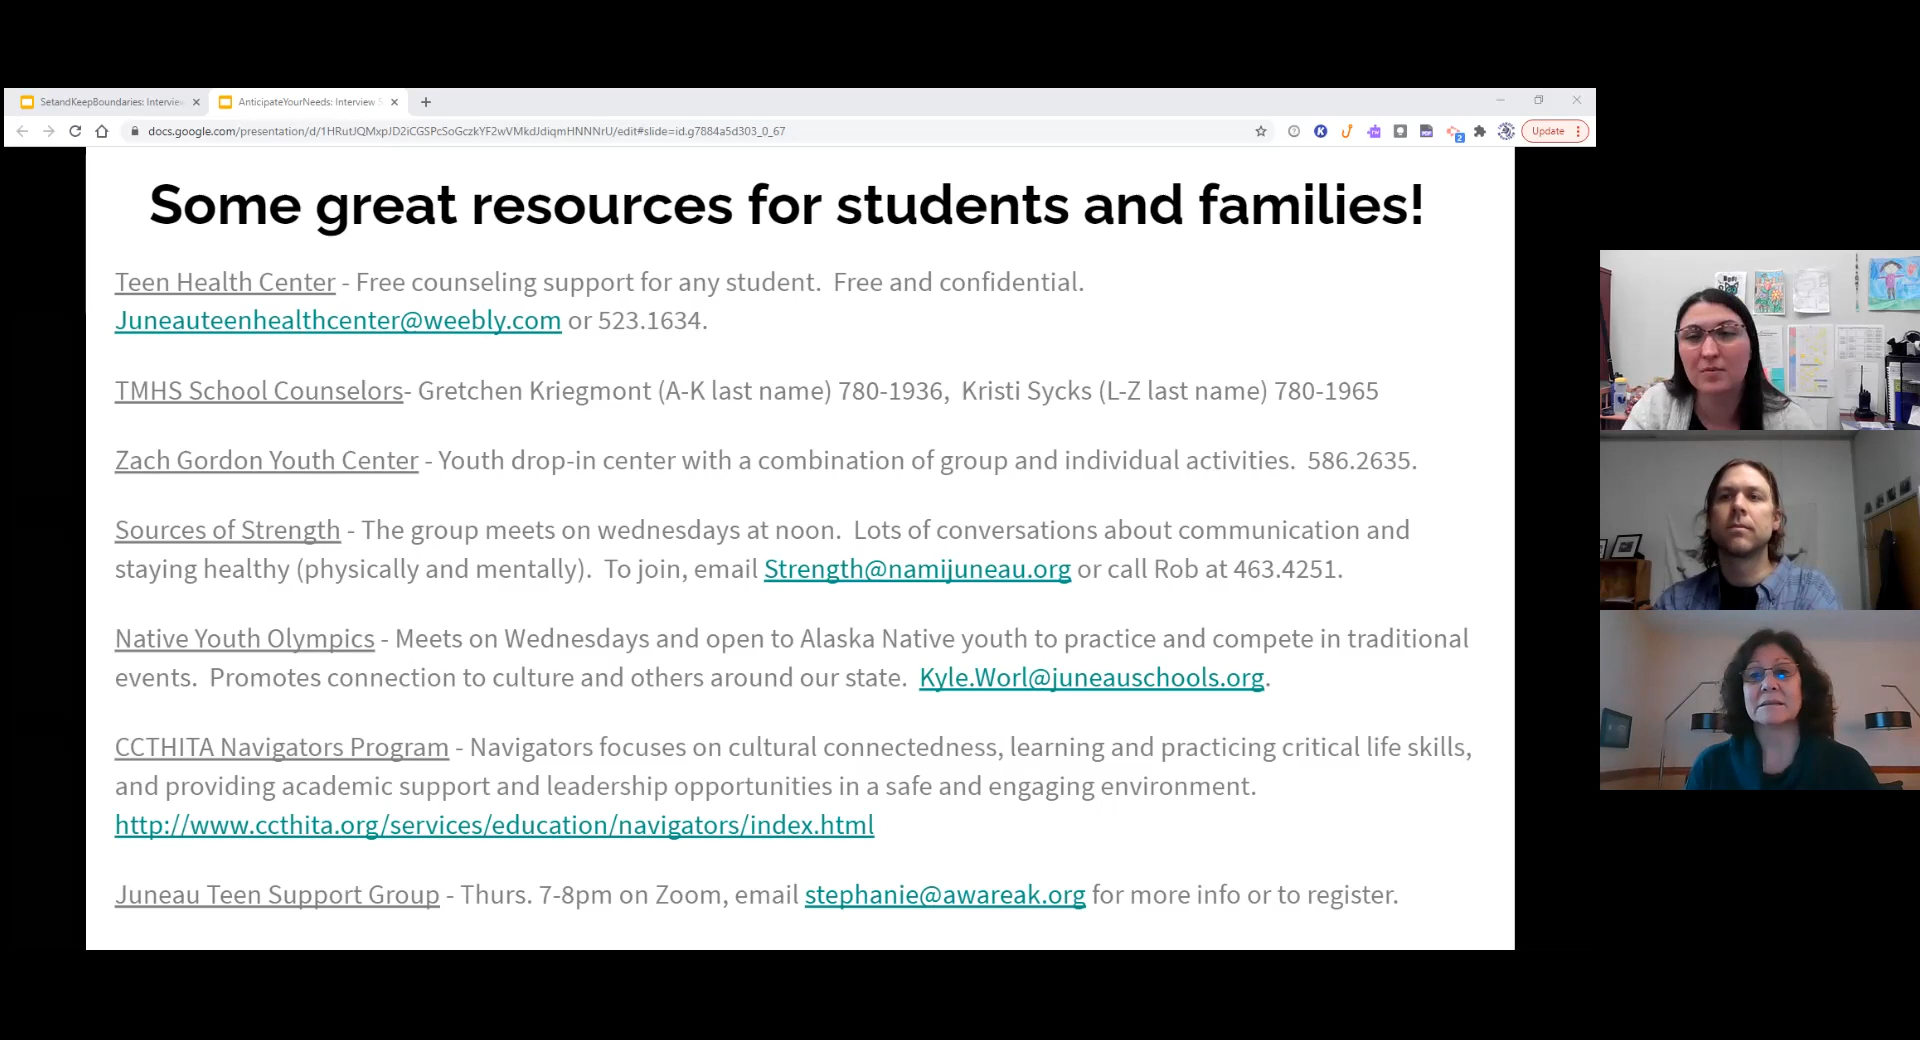 SetandKeepBoundaries: Intervie
AnticipateYourNeeds: Interview
docs.google.com/presentation/d/1HRutJQMxpJD2iCGSPcSoGczkYF2wVMkdJdiqmHNNNrU/edit#slide=id.g7884a5d303_0_67
Update
Some great resources for students and families!
Teen Health Center - Free counseling support for any student. Free and confidential.
Juneauteenhealthcenter@weebly.com or 523.1634.
TMHS School Counselors- Gretchen Kriegmont (A-K last name) 780-1936, Kristi Sycks (L-Z last name) 780-1965
Zach Gordon Youth Center - Youth drop-in center with a combination of group and individual activities. 586.2635.
Sources of Strength - The group meets on wednesdays at noon. Lots of conversations about communication and
staying healthy (physically and mentally). To join, email Strength@namijuneau.org or call Rob at 463.4251.
Native Youth Olympics - Meets on Wednesdays and open to Alaska Native youth to practice and compete in traditional
events. Promotes connection to culture and others around our state. Kyle.Worl@juneauschools.org.
CCTHITA Navigators Program - Navigators focuses on cultural connectedness, learning and practicing critical life skills,
and providing academic support and leadership opportunities in a safe and engaging environment.
http://www.ccthita.org/services/education/navigators/index.html
Juneau Teen Support Group - Thurs. 7-8pm on Zoom, email stephanie@awareak.org for more info or to register.